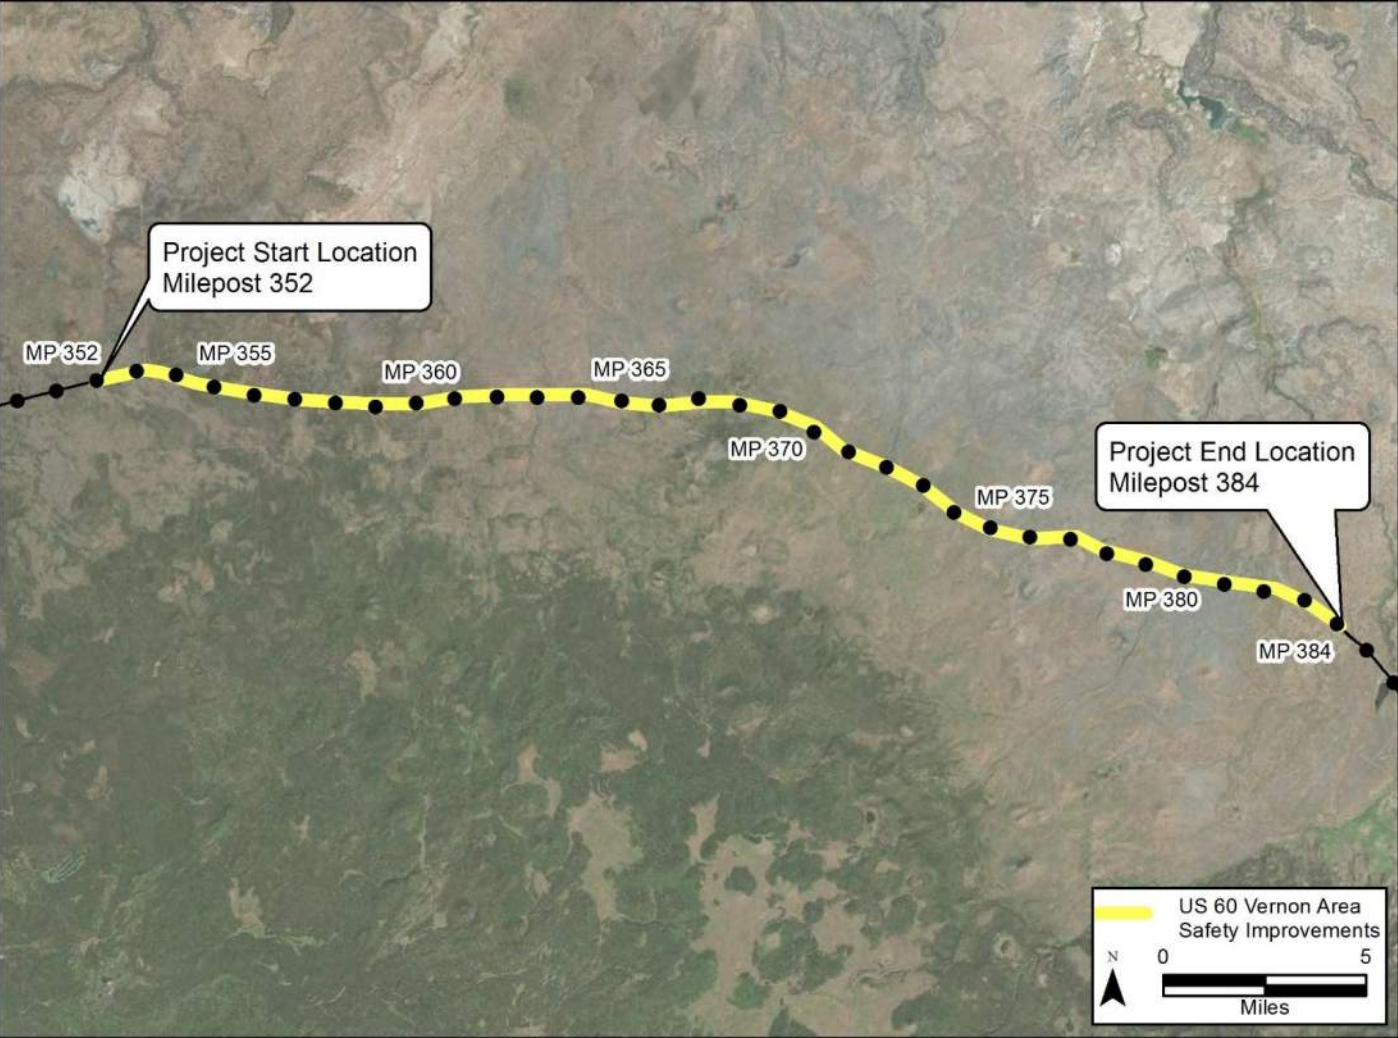 Project Start Location
Milepost 352
MP 352
MP 355
MP 360
MP 365
MP 370
MP 375
Project End Location
Milepost 384
MP 380
MP 384
US 60 Vernon Area
Safety Improvements
N
0 5
Miles